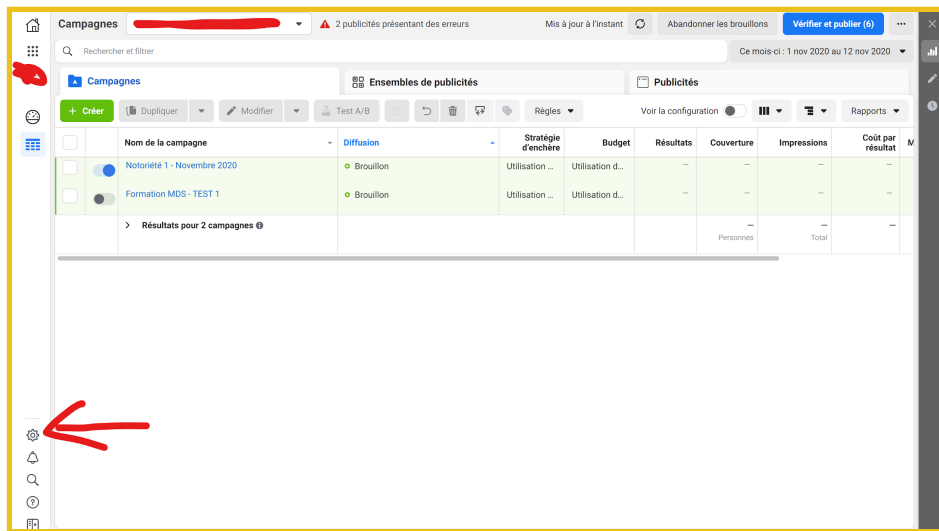 Campagnes
2 publicités présentant des erreurs
Mis à jour à l'instant
Abandonner les brouillons
Vérifier et publier (6)
Rechercher et filtrer
Ce mois-ci : 1 nov 2020 au 12 nov 2020
Campagnes
Ensembles de publicités
Publicités
+ Créer
Dupliquer
Modifier
Test A/B
Règles
Voir la configuration
Rapports
Nom de la campagne
Diffusion
Stratégie d'enchère
Budget
Résultats
Couverture
Impressions
Coût par résultat
M
Notoriété 1 - Novembre 2020
Brouillon
Utilisation ...
Utilisation d...
Formation MDS - TEST 1
Brouillon
Utilisation ...
Utilisation d...
Résultats pour 2 campagnes
Personnes
Total